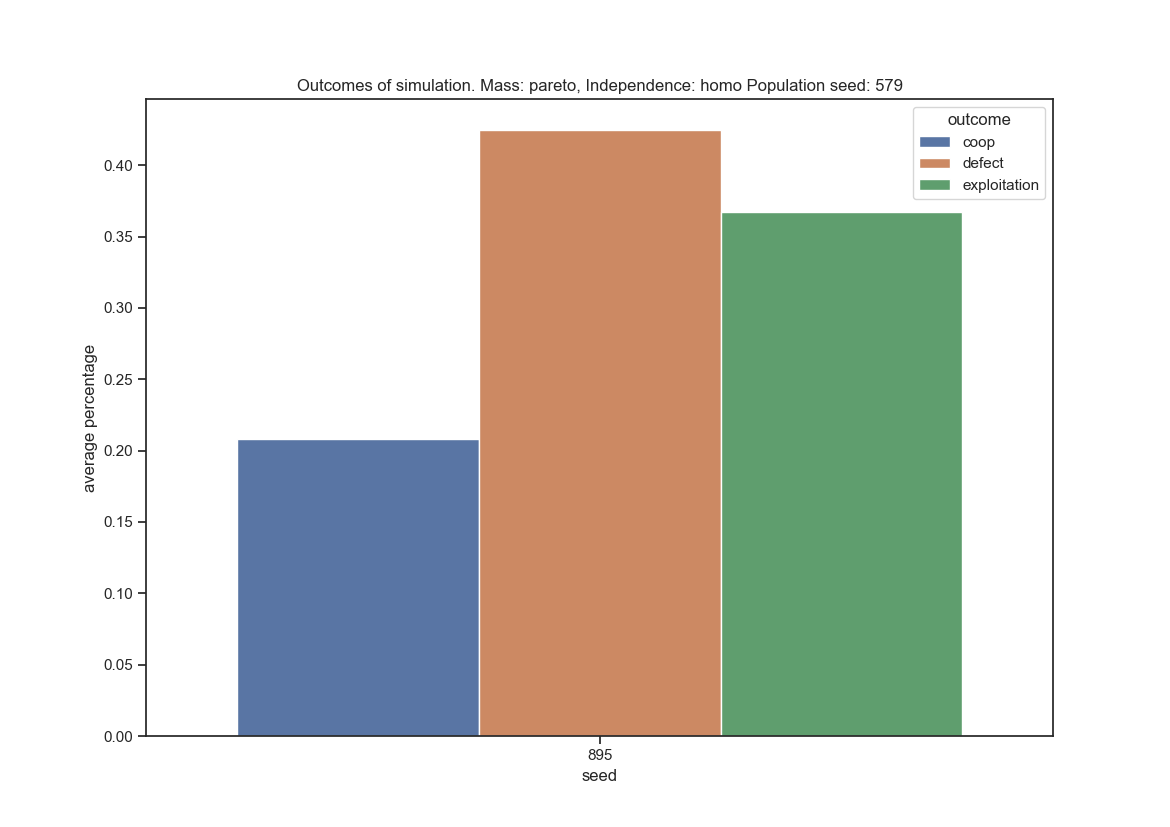 Outcomes of simulation. Mass: pareto, Independence: homo Population seed: 579
outcome
coop
defect
exploitation
0.40
0.35
0.30
0.25
0.20
0.15
0.10
0.05
0.00
average percentage
895
seed